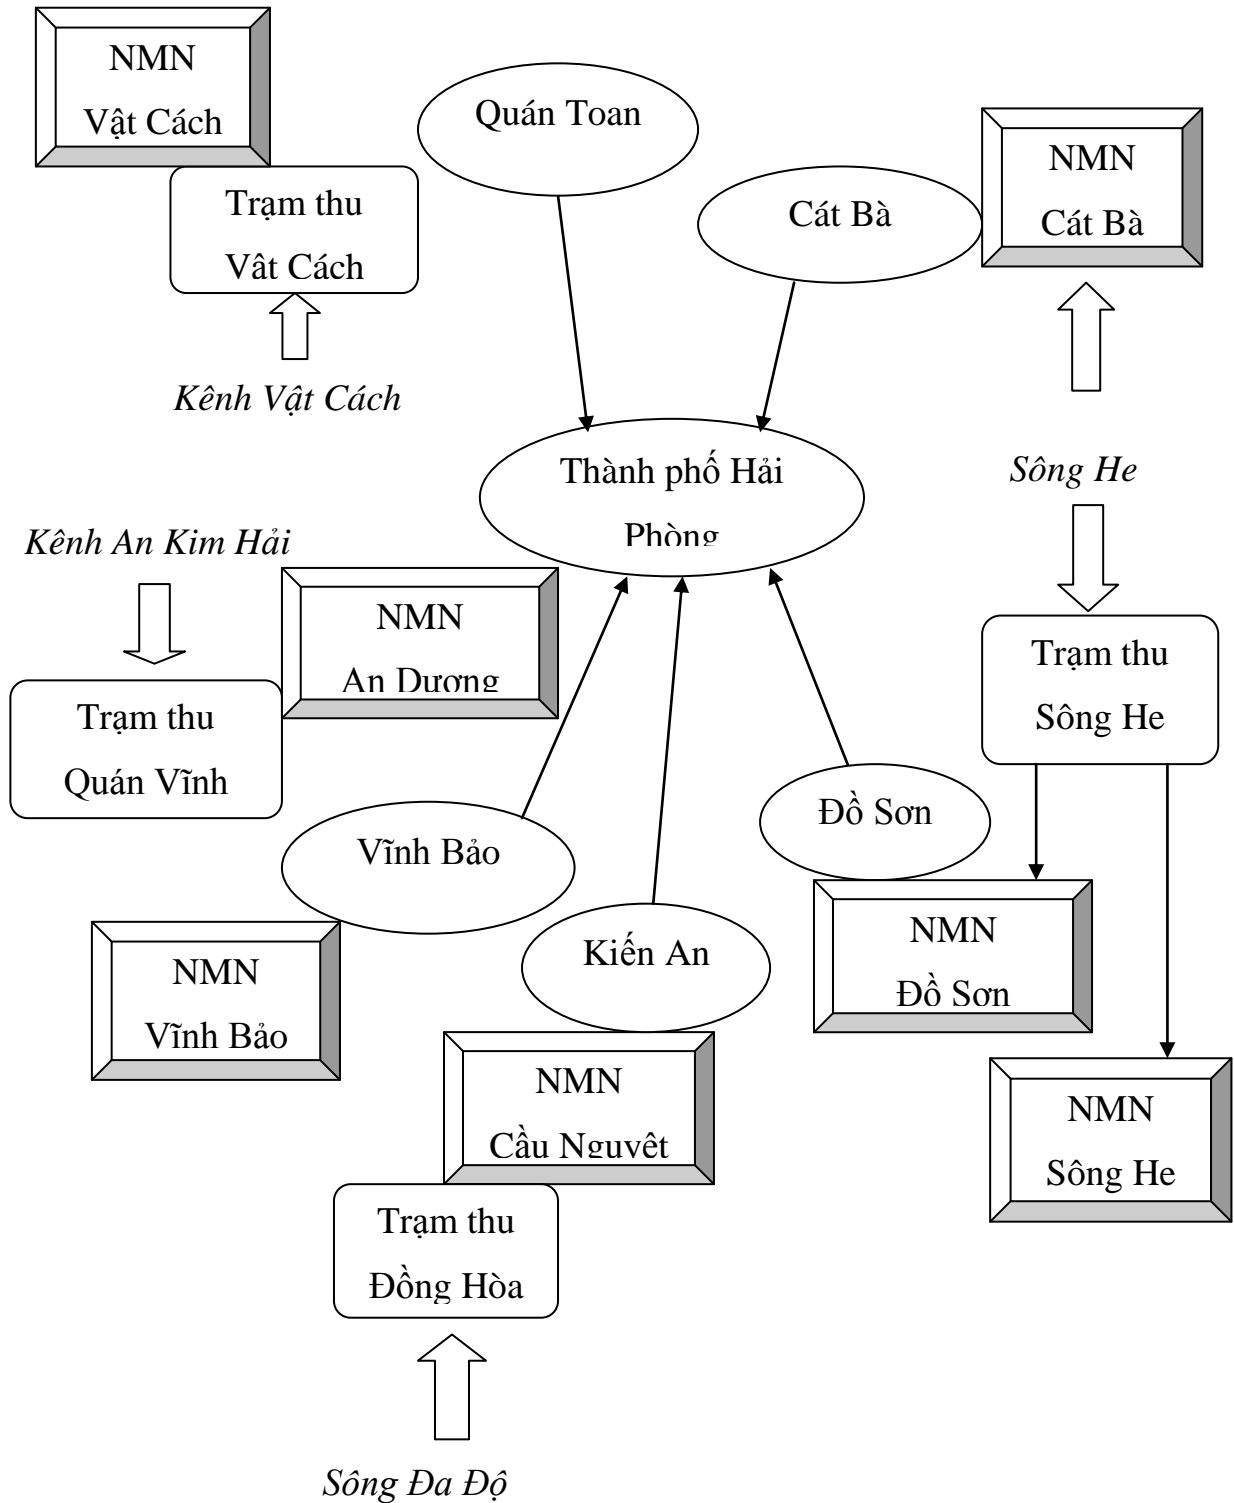 NMN
Vật Cách
Trạm thu
Vât Cách
Kênh Vật Cách
Quán Toan
Cát Bà
NMN
Cát Bà
Sông He
Thành phố Hải
Phòng
Kênh An Kim Hải
NMN
An Dương
Trạm thu
Quán Vĩnh
Trạm thu
Sông He
Vĩnh Bảo
Đồ Sơn
NMN
Vĩnh Bảo
Kiến An
NMN
Đồ Sơn
NMN
Cầu Nguyệt
NMN
Sông He
Trạm thu
Đồng Hòa
Sông Đa Độ